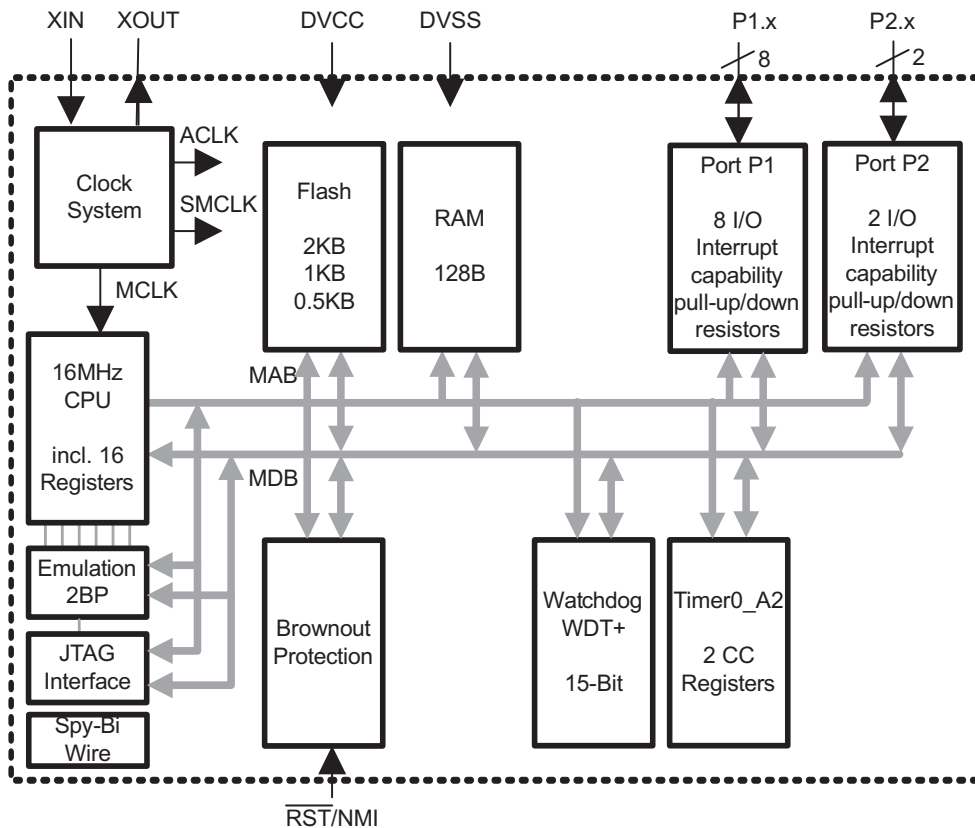 XIN
XOUT
DVCC
DVSS
P1.x
P2.x
8
2
ACLK
SMCLK
MCLK
Clock
System
Flash
2KB
1KB
0.5KB
RAM
128B
Port P1
8 I/O
Interrupt
capability
pull-up/down
resistors
Port P2
2 I/O
Interrupt
capability
pull-up/down
resistors
16MHz
CPU
incl. 16
Registers
MAB
MDB
Emulation
2BP
JTAG
Interface
Spy-Bi
Wire
Brownout
Protection
Watchdog
WDT+
15-Bit
Timer0_A2
2 CC
Registers
R̅S̅T̅/NMI